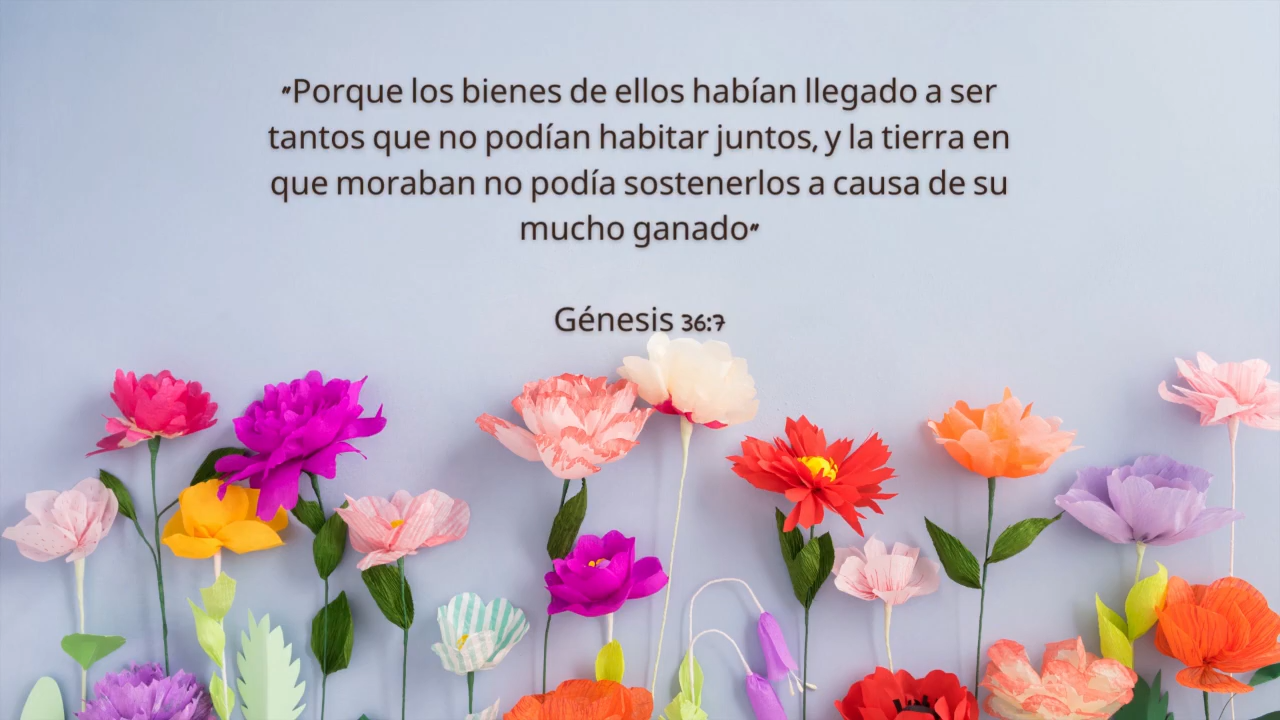 "Porque los bienes de ellos habían llegado a ser
tantos que no podían habitar juntos, y la tierra en
que moraban no podía sostenerlos a causa de su
mucho ganado"
Génesis 36:7